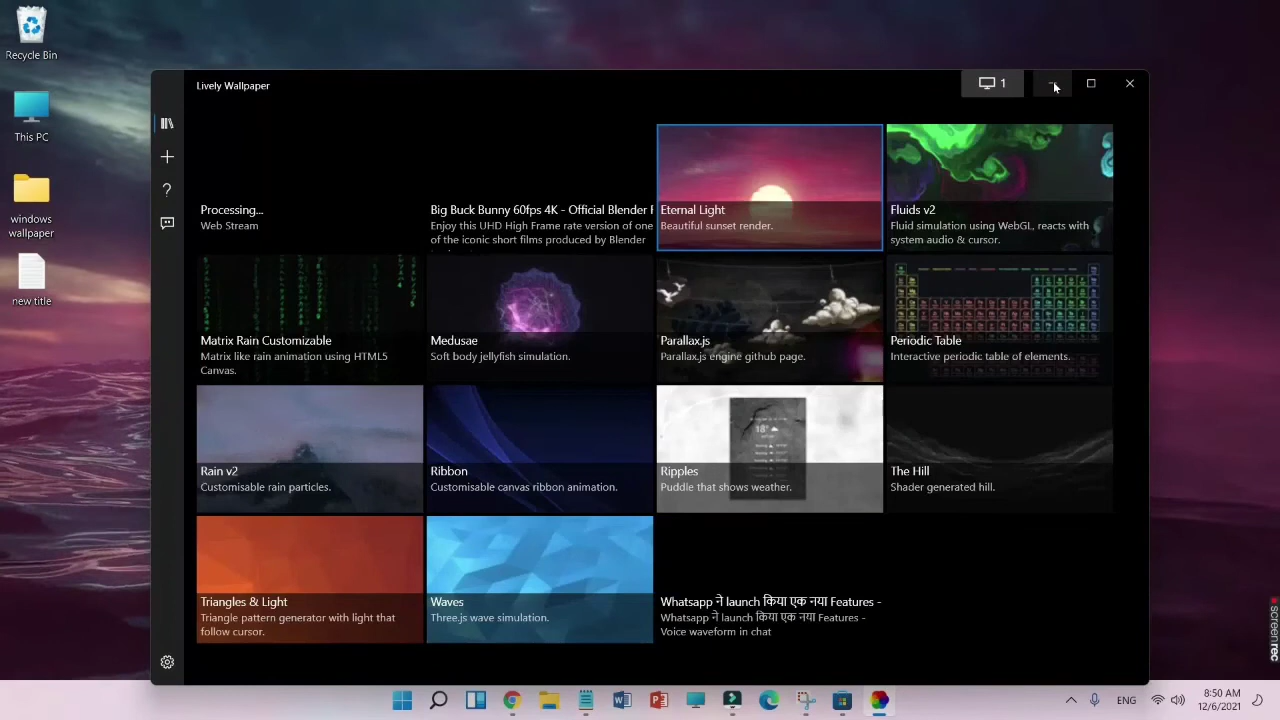 Recycle Bin
This PC
windows
wallpaper
new title
Lively Wallpaper
1
Processing...
Web Stream
Big Buck Bunny 60fps 4K - Official Blender F
Enjoy this UHD High Frame rate version of one
of the iconic short films produced by Blender
Eternal Light
Beautiful sunset render.
Fluids v2
Fluid simulation using WebGL, reacts with
system audio & cursor.
Matrix Rain Customizable
Matrix like rain animation using HTML5
Canvas.
Medusae
Soft body jellyfish simulation.
Parallax.js
Parallax.js engine github page.
Periodic Table
Interactive periodic table of elements.
Rain v2
Customisable rain particles.
Ribbon
Customisable canvas ribbon animation.
18°
Ripples
Puddle that shows weather.
The Hill
Shader generated hill.
Triangles & Light
Triangle pattern generator with light that
follow cursor.
Waves
Three.js wave simulation.
Whatsapp ने launch किया एक नया Features -
Whatsapp ने launch किया एक नया Features -
Voice waveform in chat
screenrec
ENG
8:50 AM
12/6/2021